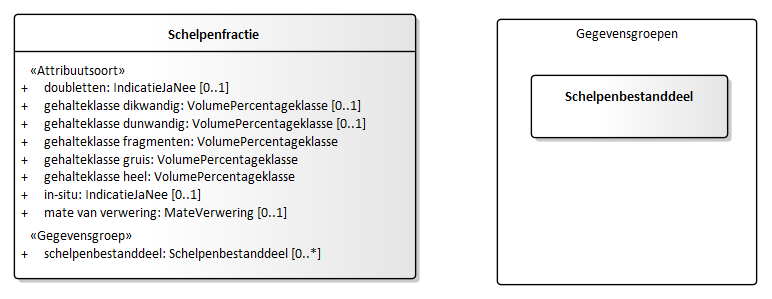 Schelpenfractie
«Attribuutsoort»
+ doubletten: IndicatieJaNee [0..1]
+ gehalteklasse dikwandig: VolumePercentageklasse [0..1]
+ gehalteklasse dunwandig: VolumePercentageklasse [0..1]
+ gehalteklasse fragmenten: VolumePercentageklasse
+ gehalteklasse gruis: VolumePercentageklasse
+ gehalteklasse heel: VolumePercentageklasse
+ in-situ: IndicatieJaNee [0..1]
+ mate van verwering: MateVerwering [0..1]
«Gegevensgroep»
+ schelpenbestanddeel: Schelpenbestanddeel [0..*]
Gegevensgroepen
Schelpenbestanddeel